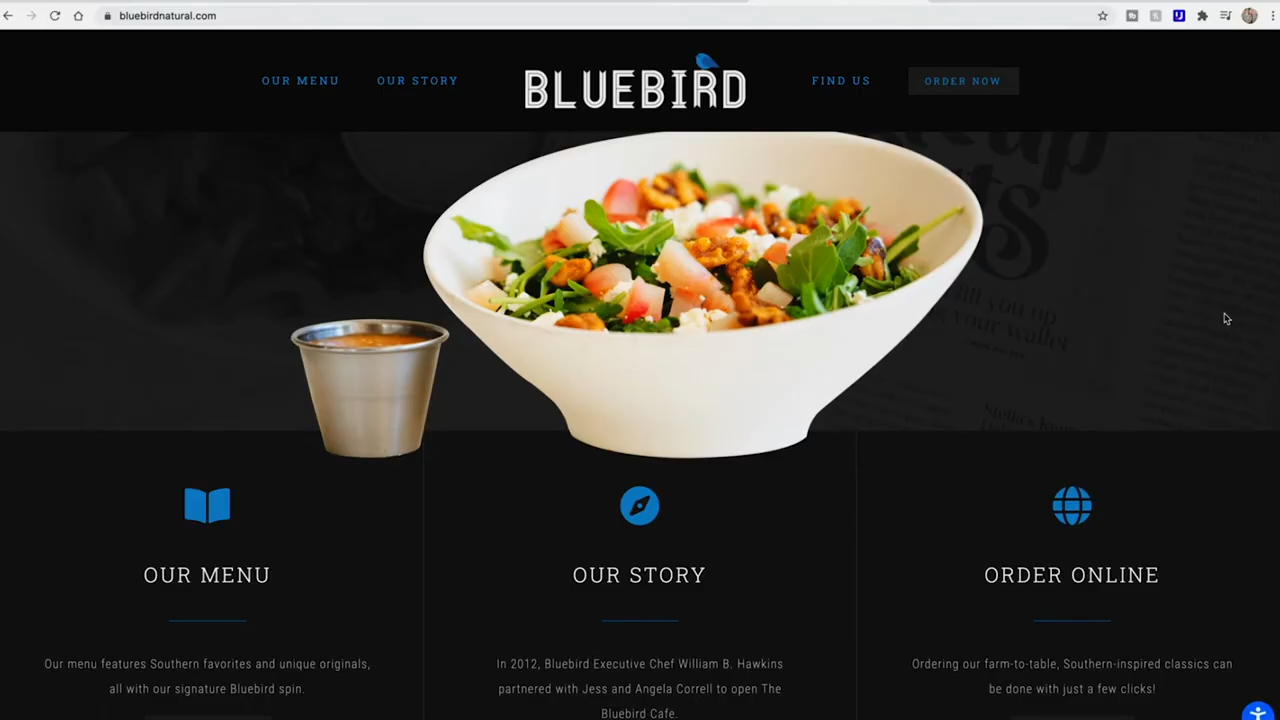 bluebirdnatural.com
OUR MENU OUR STORY BLUEBIRD FIND US ORDER NOW
OUR MENU
Our menu features Southern favorites and unique originals,
all with our signature Bluebird spin.
OUR STORY
In 2012, Bluebird Executive Chef William B. Hawkins
partnered with Jess and Angela Correll to open The
Bluebird Cafe.
ORDER ONLINE
Ordering our farm-to-table, Southern-inspired classics can
be done with just a few clicks!